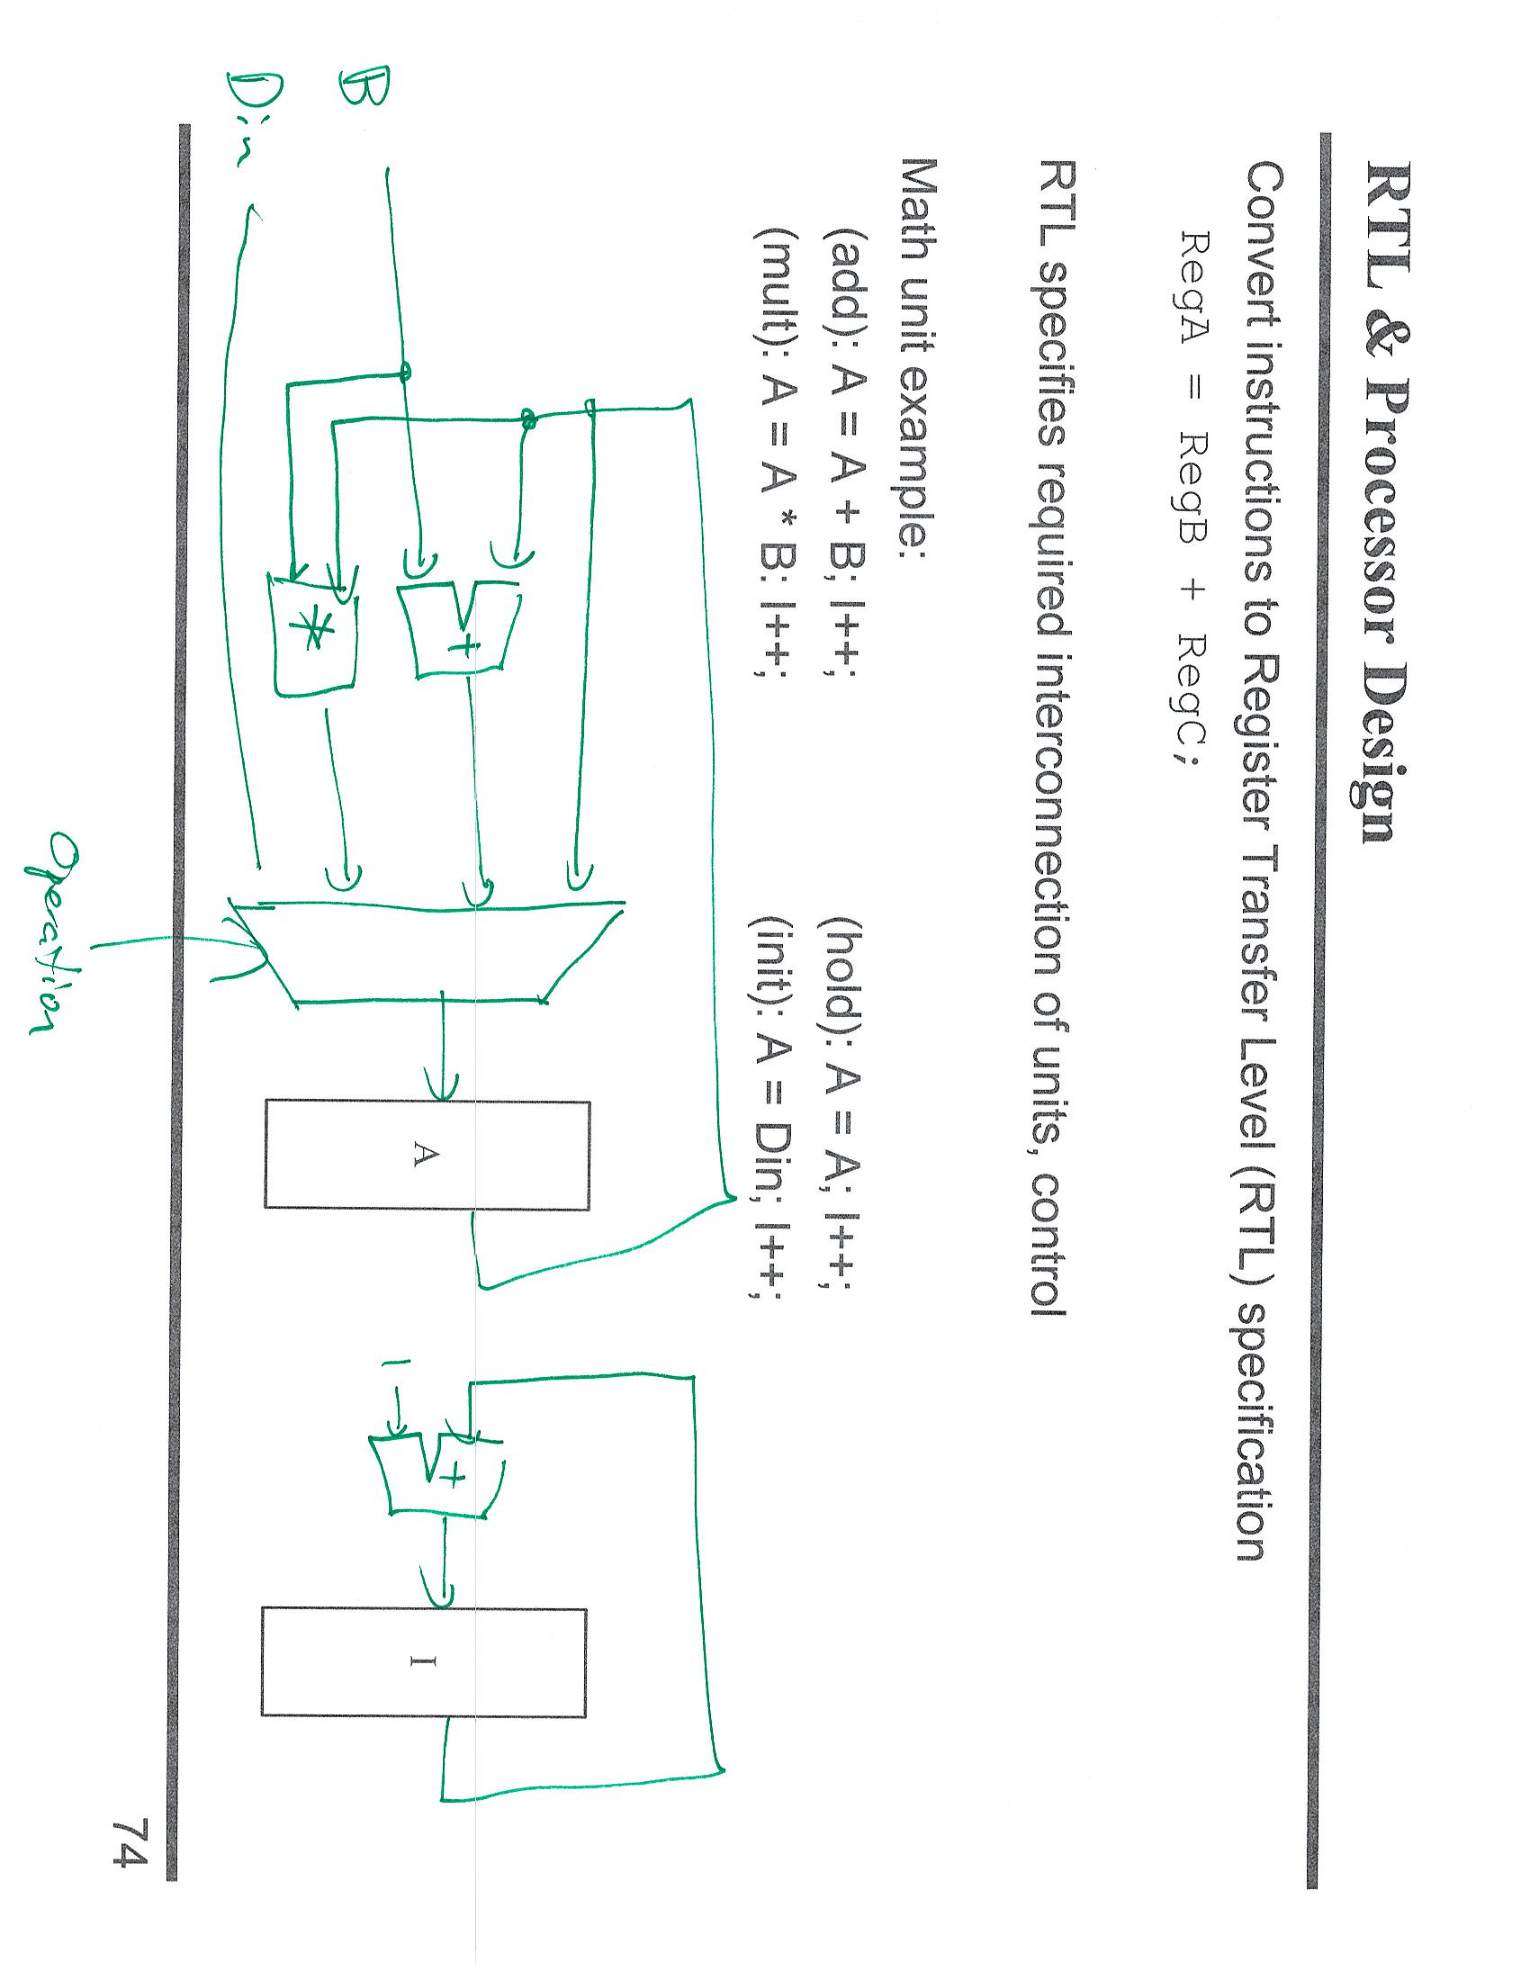 RTL & Processor Design
Convert instructions to Register Transfer Level (RTL) specification
RegA = RegB + RegC;
RTL specifies required interconnection of units, control
Math unit example:
(add): A = A + B; I++;
(hold): A = A; I++;
(mult): A = A * B: I++;
(init): A = Din; I++;
B
Din
+
*
Operation
A
1
+
I
74